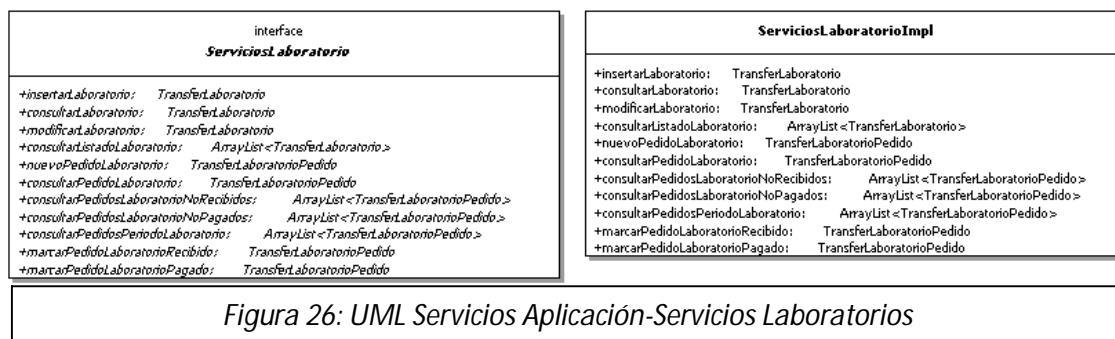 interface
ServiciosLaboratorio
+insertarLaboratorio: TransferLaboratorio
+consultarLaboratorio: TransferLaboratorio
+modificarLaboratorio: TransferLaboratorio
+consultarListadoLaboratorio: ArrayList<TransferLaboratorio>
+nuevoPedidoLaboratorio: TransferLaboratorioPedido
+consultarPedidoLaboratorio: TransferLaboratorioPedido
+consultarPedidosLaboratorioNoRecibidos: ArrayList<TransferLaboratorioPedido>
+consultarPedidosLaboratorioNoPagados: ArrayList<TransferLaboratorioPedido>
+consultarPedidosPeriodoLaboratorio: ArrayList<TransferLaboratorioPedido>
+marcarPedidoLaboratorioRecibido: TransferLaboratorioPedido
+marcarPedidoLaboratorioPagado: TransferLaboratorioPedido
ServiciosLaboratorioImpl
+insertarLaboratorio: TransferLaboratorio
+consultarLaboratorio: TransferLaboratorio
+modificarLaboratorio: TransferLaboratorio
+consultarListadoLaboratorio: ArrayList<TransferLaboratorio>
+nuevoPedidoLaboratorio: TransferLaboratorioPedido
+consultarPedidoLaboratorio: TransferLaboratorioPedido
+consultarPedidosLaboratorioNoRecibidos: ArrayList<TransferLaboratorioPedido>
+consultarPedidosLaboratorioNoPagados: ArrayList<TransferLaboratorioPedido>
+consultarPedidosPeriodoLaboratorio: ArrayList<TransferLaboratorioPedido>
+marcarPedidoLaboratorioRecibido: TransferLaboratorioPedido
+marcarPedidoLaboratorioPagado: TransferLaboratorioPedido
Figura 26: UML Servicios Aplicación-Servicios Laboratorios